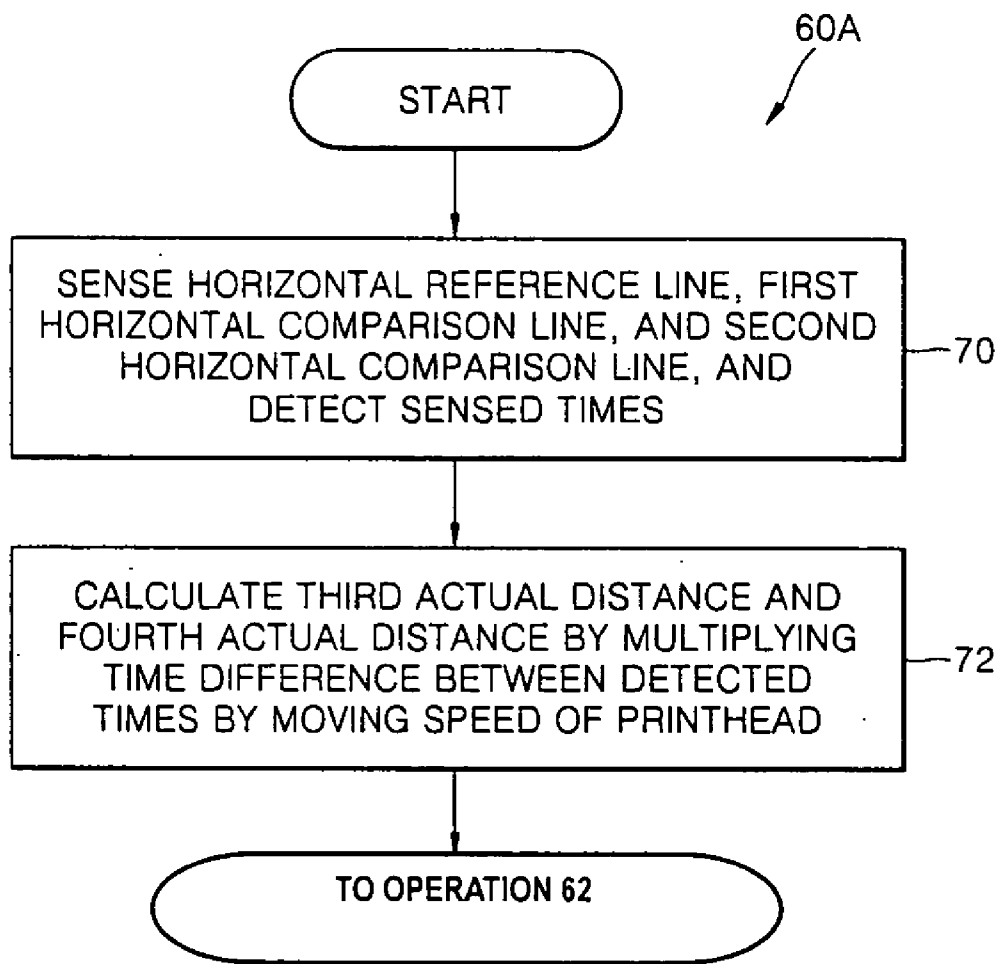 60A
START
SENSE HORIZONTAL REFERENCE LINE, FIRST
HORIZONTAL COMPARISON LINE, AND SECOND
HORIZONTAL COMPARISON LINE, AND
DETECT SENSED TIMES
70
CALCULATE THIRD ACTUAL DISTANCE AND
FOURTH ACTUAL DISTANCE BY MULTIPLYING
TIME DIFFERENCE BETWEEN DETECTED
TIMES BY MOVING SPEED OF PRINTHEAD
72
TO OPERATION 62